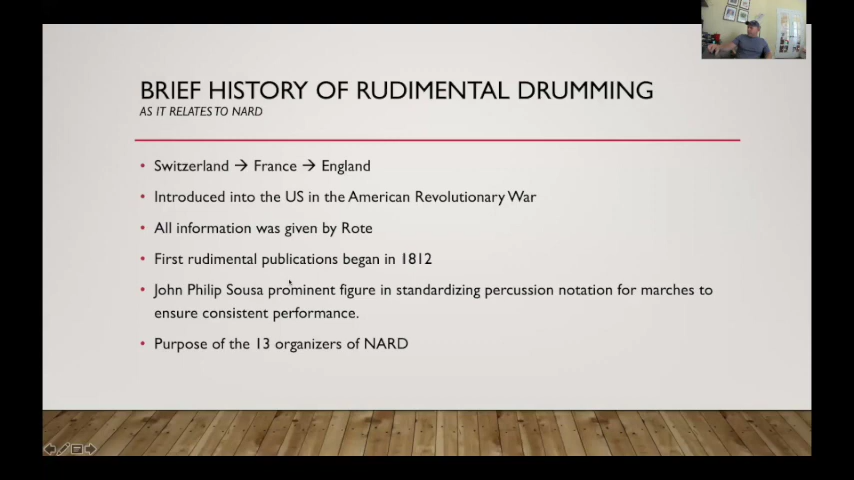 BRIEF HISTORY OF RUDIMENTAL DRUMMING
AS IT RELATES TO NARD
• Switzerland → France → England
• Introduced into the US in the American Revolutionary War
• All information was given by Rote
• First rudimental publications began in 1812
• John Philip Sousa prominent figure in standardizing percussion notation for marches to
ensure consistent performance.
• Purpose of the 13 organizers of NARD